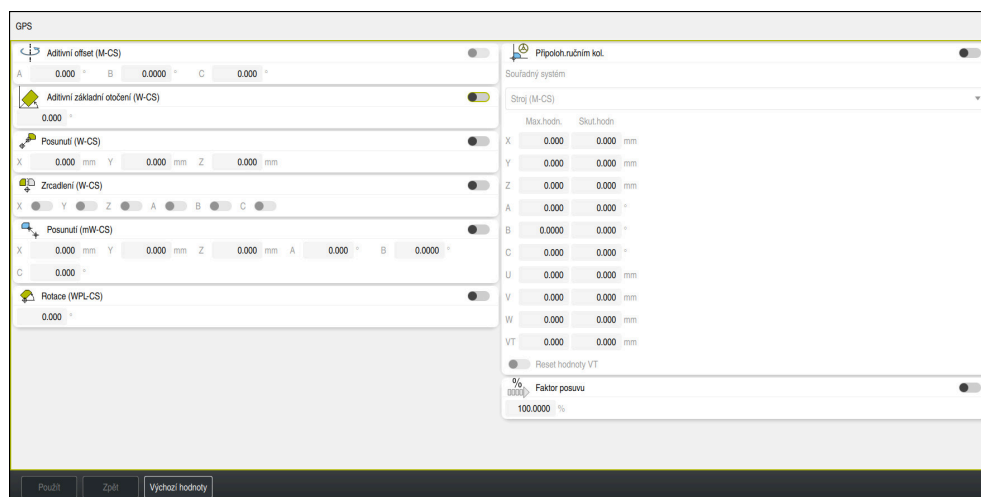 GPS
Aditivní offset (M-CS)
A 0.000 ° B 0.0000 ° C 0.000 °
Aditivní základní otočení (W-CS)
0.000 °
Posunutí (W-CS)
X 0.000 mm Y 0.000 mm Z 0.000 mm
Zrcadlení (W-CS)
X Y Z A B C
Posunutí (mW-CS)
X 0.000 mm Y 0.000 mm Z 0.000 mm A 0.000 ° B 0.0000 °
C 0.000 °
Rotace (WPL-CS)
0.000 °
Připoloh.ručním kol.
Souřadný systém
Stroj (M-CS)
Max.hodn. Skut.hodn
X 0.000 0.000 mm
Y 0.000 0.000 mm
Z 0.000 0.000 mm
A 0.000 0.000 °
B 0.0000 0.000 °
C 0.000 0.000 °
U 0.000 0.000 mm
V 0.000 0.000 mm
W 0.000 0.000 mm
VT 0.000 0.000 mm
Reset hodnoty VT
% Faktor posuvu
100.0000 %
Použít Zpět Výchozí hodnoty